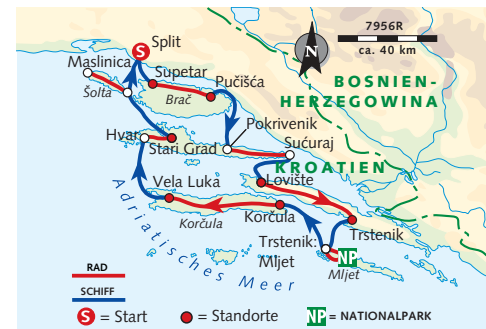 7956R
ca. 40 km
N
Split
S
Maslinica
Supetar
Pučišća
Šolta
Brač
BOSNIEN-
HERZEGOWINA
Pokrivenik
Hvar
Stari Grad
Sućuraj
KROATIEN
Lovište
Vela Luka
Korčula
Korčula
Trstenik
Trstenik:
Mljet
NP
Mljet
Adriatisches Meer
RAD
SCHIFF
S = Start
= Standorte
NP = NATIONALPARK